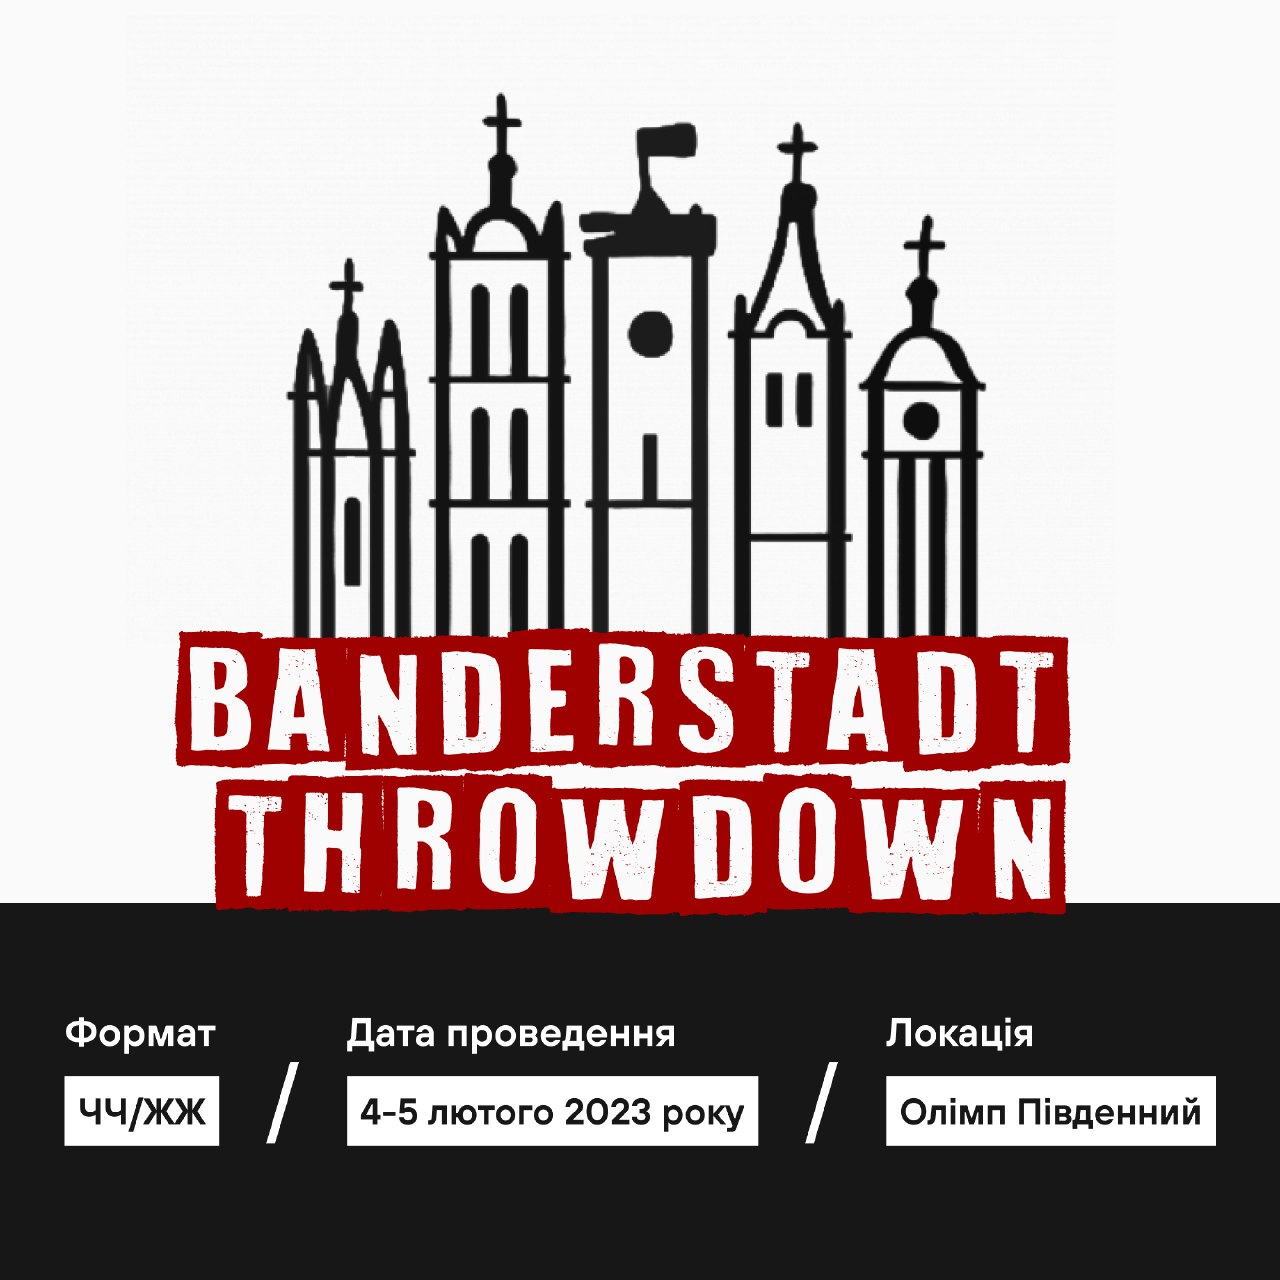 BANDERSTADT
THROWDOWN
Формат
ЧЧ/ЖЖ
/
Дата проведення
4-5 лютого 2023 року
/
Локація
Олімп Південний